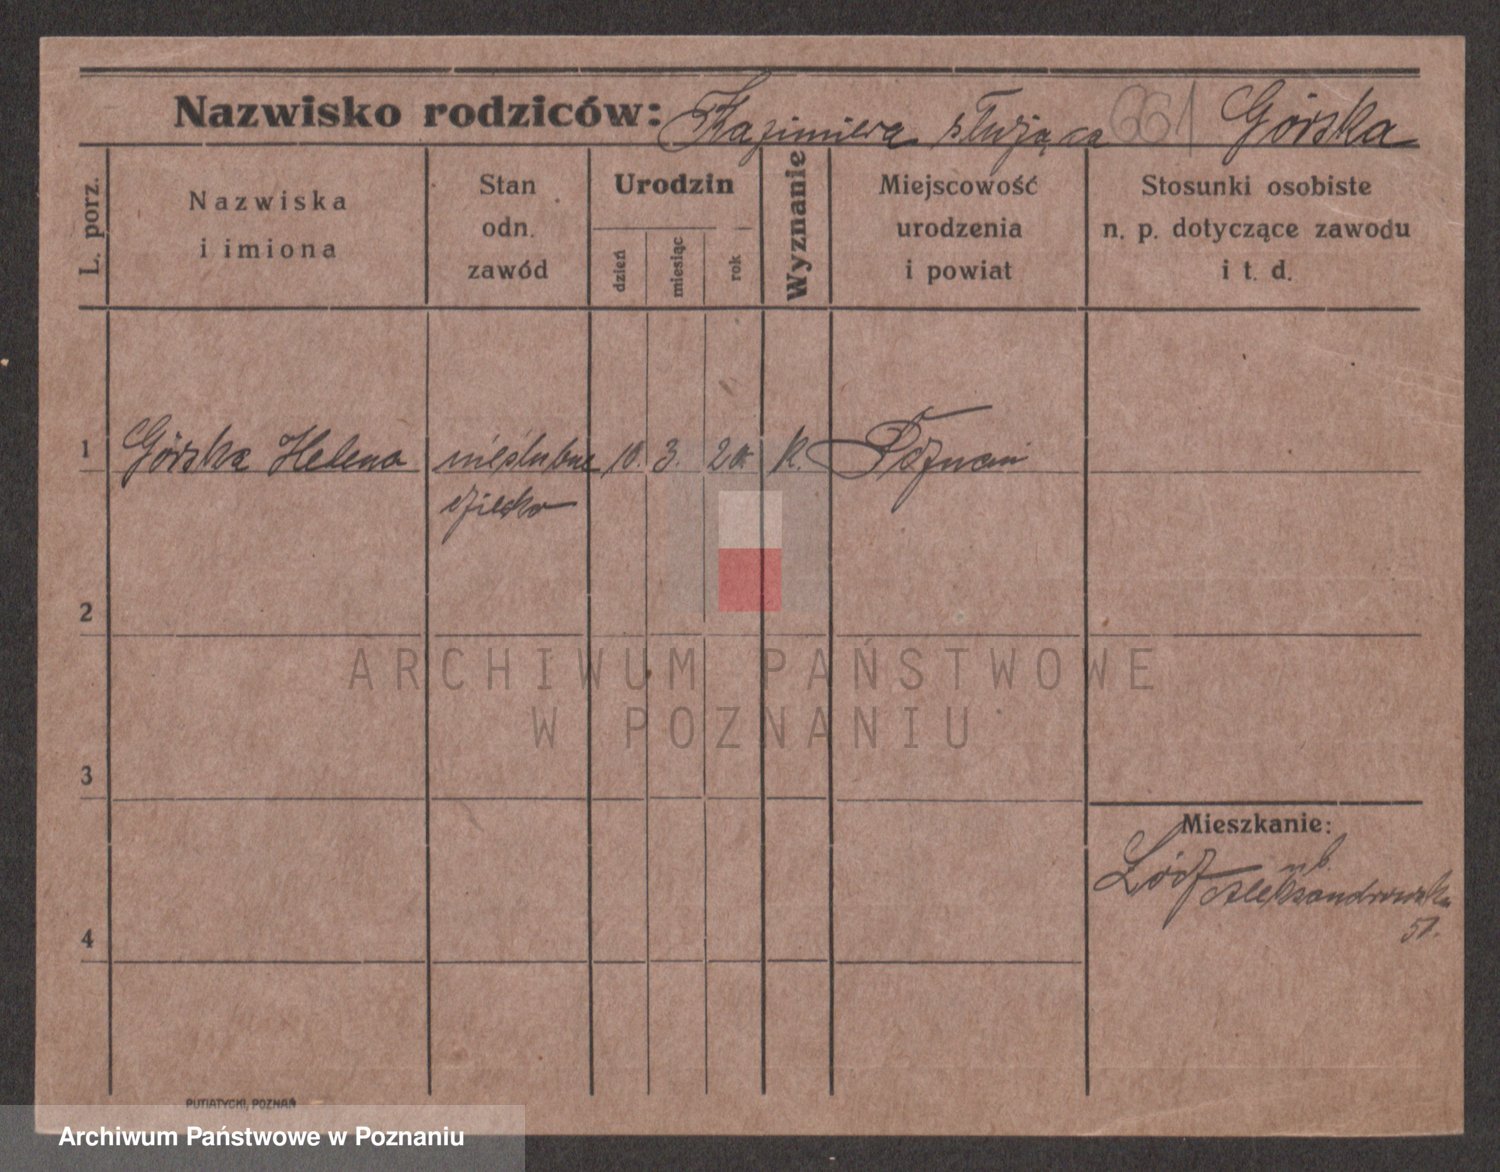 Nazwisko rodziców: Kazimiera służąca 661 Górska
L. porz.
Nazwiska
i imiona
Stan
odn.
zawód
Urodzin
dzień
miesiąc
rok
Wyznanie
Miejscowość
urodzenia
i powiat
Stosunki osobiste
n. p. dotyczące zawodu
i t. d.
1 Górska Helena nieślubne 10. 3. 20 k. Poznań
dziecko
2
ARCHIWUM PAŃSTWOWE
W POZNANIU
3
Mieszkanie:
Łódź
Aleksandrowska
4
51.
PUTIATYCKI, POZNAŃ
Archiwum Państwowe w Poznaniu